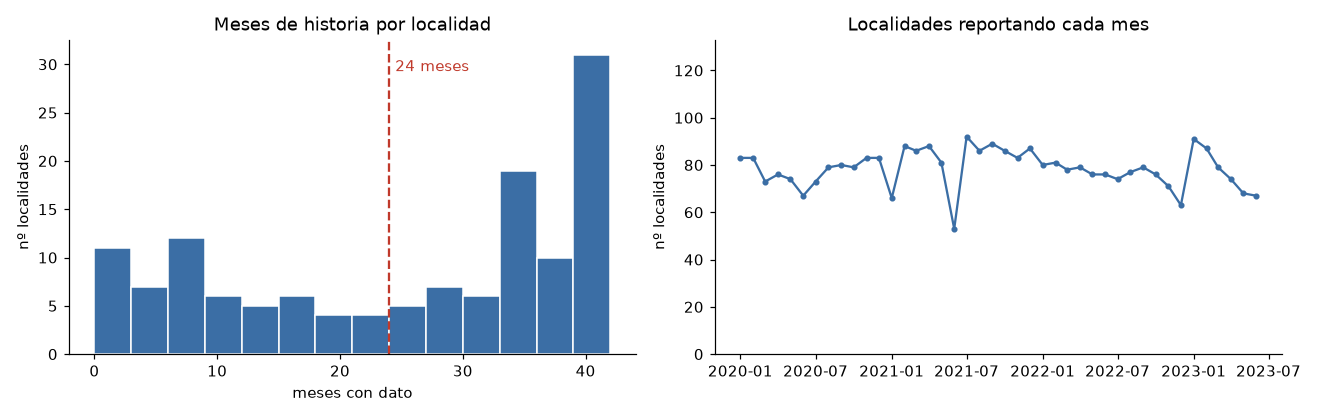 Meses de historia por localidad
24 meses
nº localidades
30
25
20
15
10
5
0
0 10 20 30 40
meses con dato
Localidades reportando cada mes
nº localidades
120
100
80
60
40
20
0
2020-01 2020-07 2021-01 2021-07 2022-01 2022-07 2023-01 2023-07